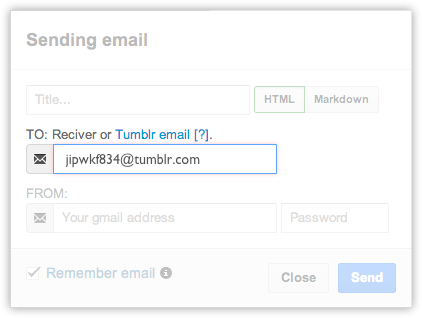 Sending email
Title...
HTML Markdown
TO: Reciver or Tumblr email [?].
jipwkf834@tumblr.com
FROM:
Your gmail address Password
Remember email
Close Send